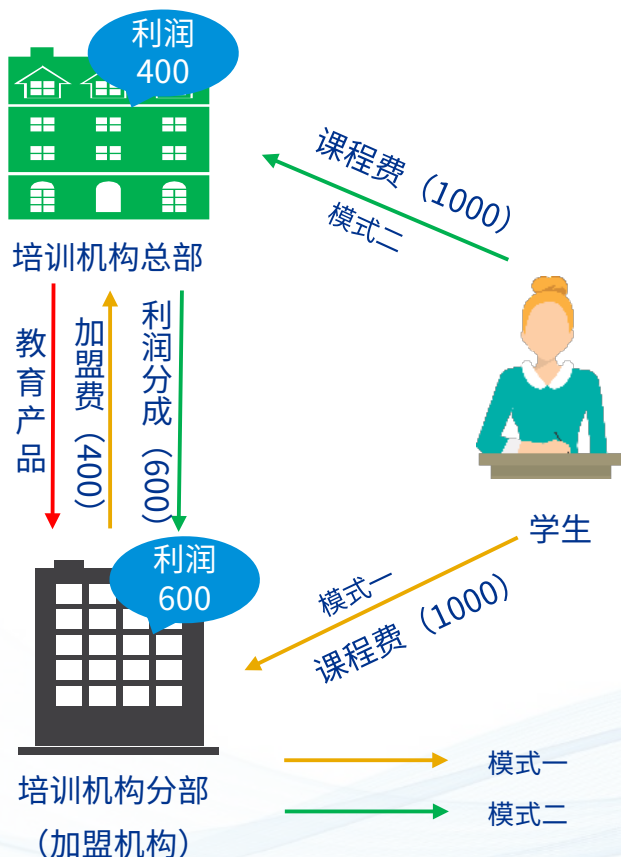 利润
400
课程费（1000）
模式二
培训机构总部
教育产品
加盟费（400）
利润分成（600）
学生
利润
600
模式一
课程费（1000）
培训机构分部
（加盟机构）
模式一
模式二